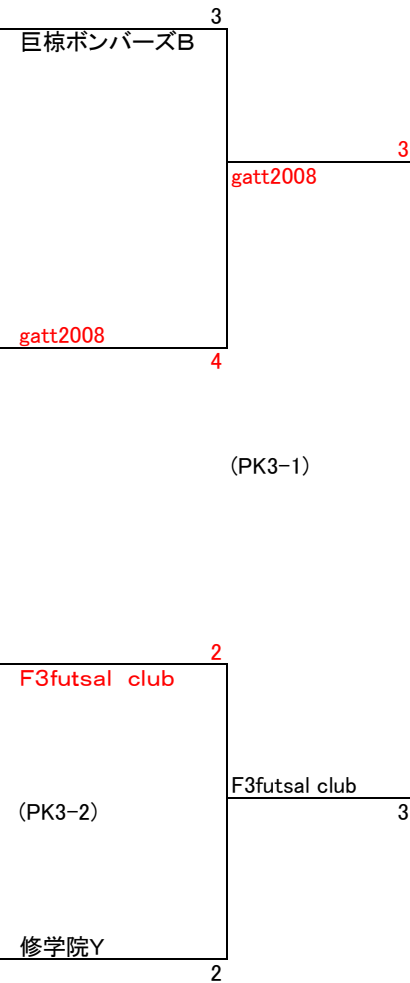 3
巨椋ボンバーズB
3
gatt2008
gatt2008
4
(PK3-1)
2
F3futsal club
F3futsal club
(PK3-2)
3
修学院Y
2